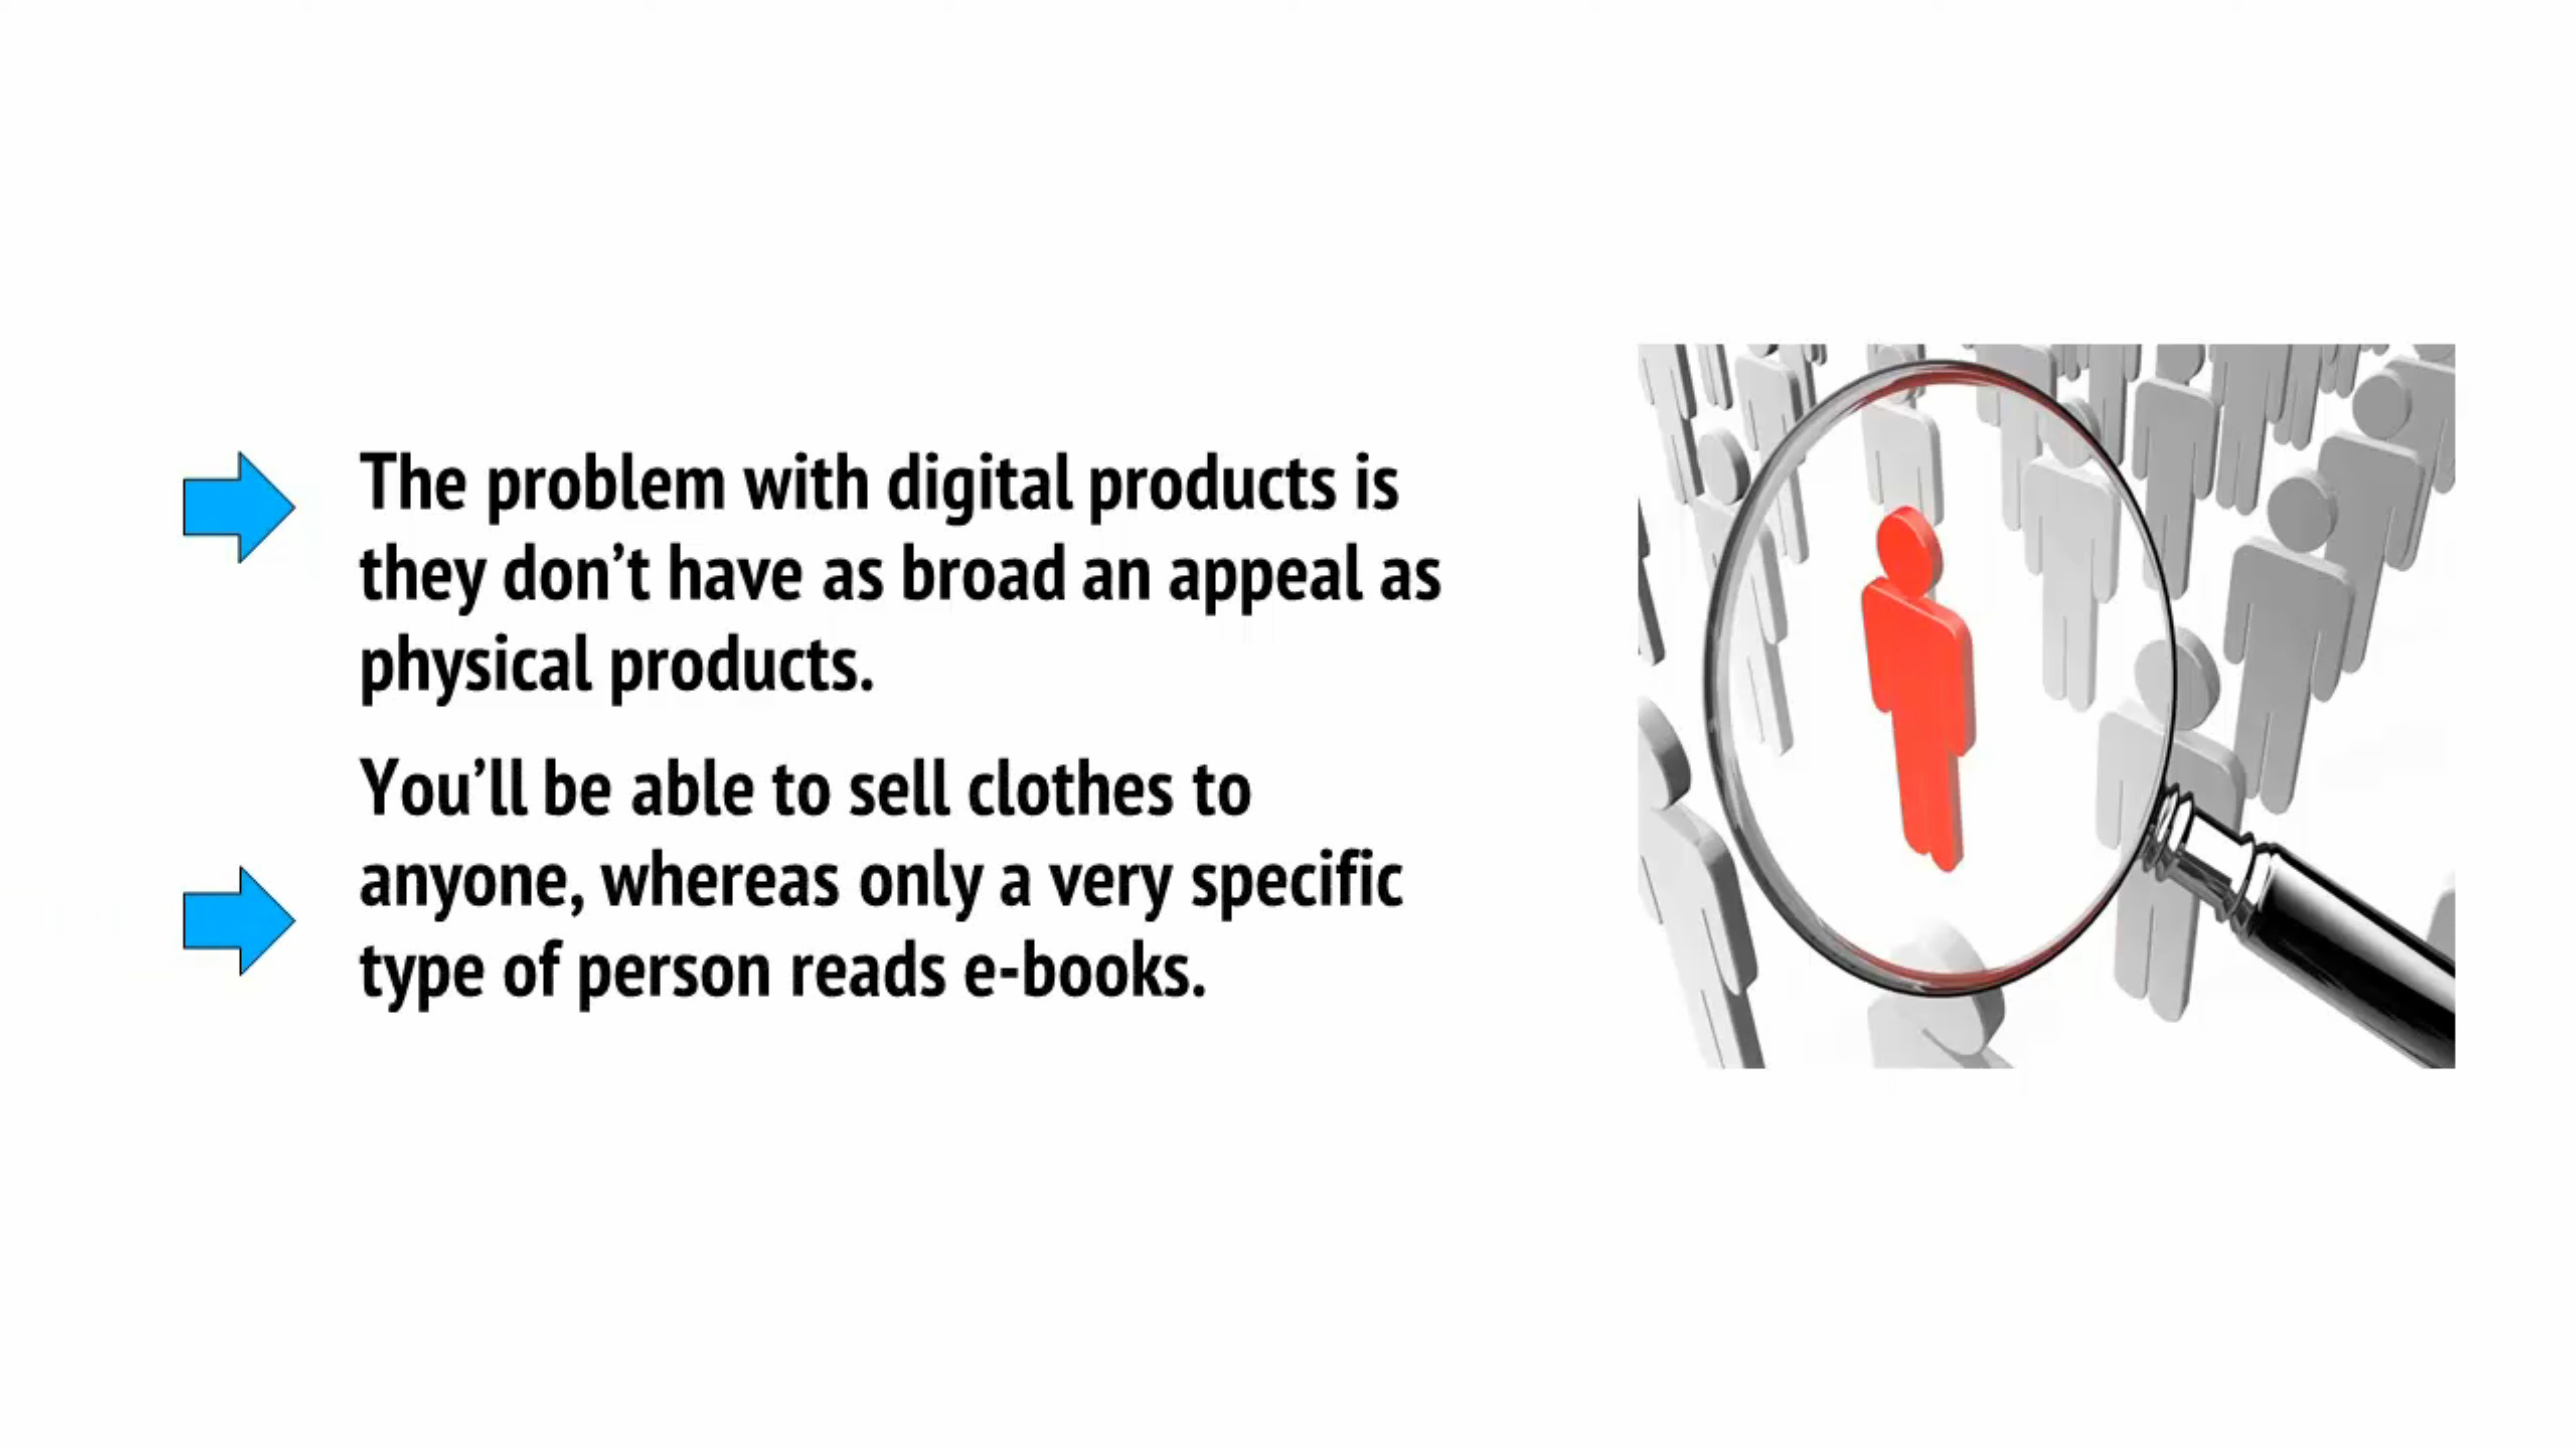 The problem with digital products is
they don’t have as broad an appeal as
physical products.
You’ll be able to sell clothes to
anyone, whereas only a very specific
type of person reads e-books.